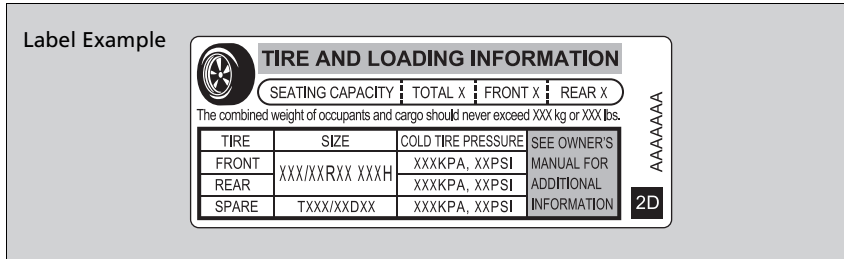 Label Example
TIRE AND LOADING INFORMATION
SEATING CAPACITY TOTAL X FRONT X REAR X
The combined weight of occupants and cargo should never exceed XXX kg or XXX lbs.
TIRE SIZE COLD TIRE PRESSURE SEE OWNER'S MANUAL FOR ADDITIONAL INFORMATION
FRONT XXX/XXRXX XXXH XXXKPA, XXPSI
REAR XXXKPA, XXPSI
SPARE TXXX/XXDXX XXXKPA, XXPSI
AAAAAAA
2D